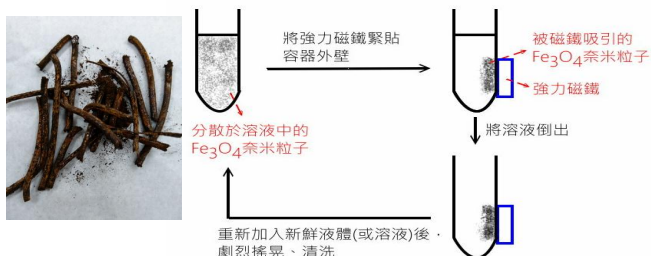 將強力磁鐵緊貼
容器外壁
被磁鐵吸引的
Fe3O4奈米粒子
強力磁鐵
分散於溶液中的
Fe3O4奈米粒子
將溶液倒出
重新加入新鮮液體(或溶液)後，
劇烈搖晃、清洗